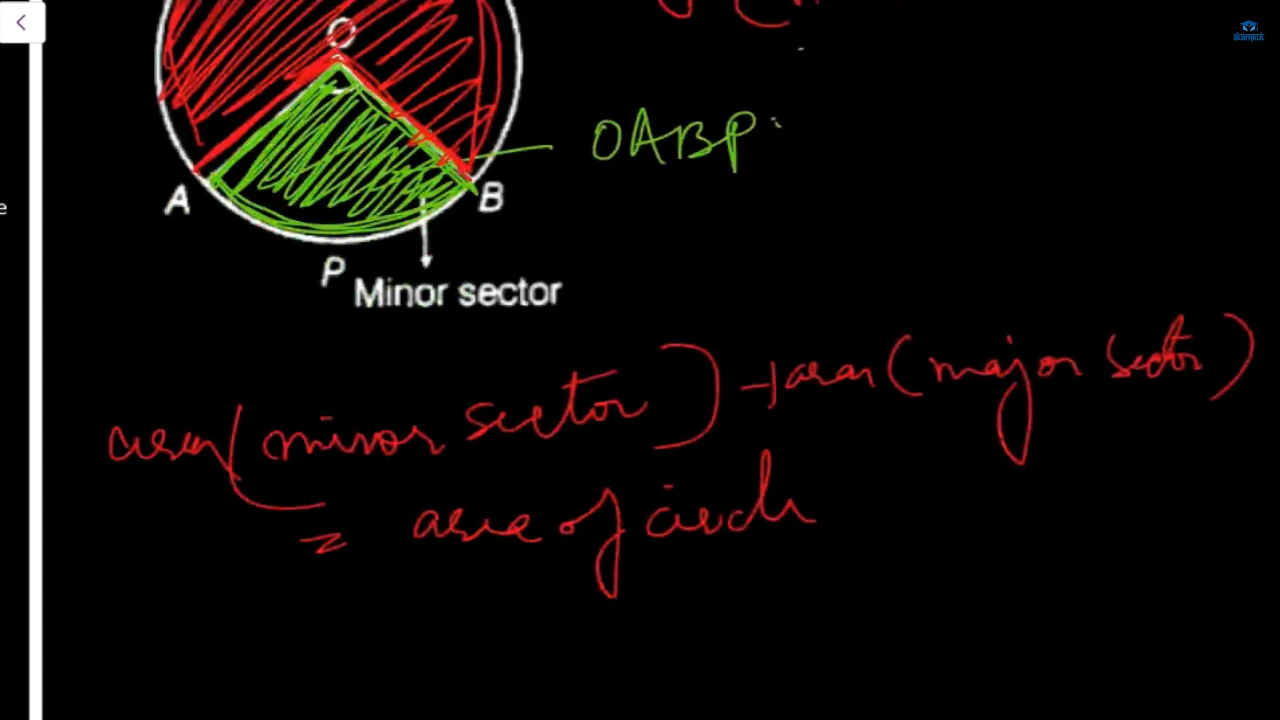 O
OABP
A
B
P
Minor sector
area (minor sector) + area (major sector)
= area of circle